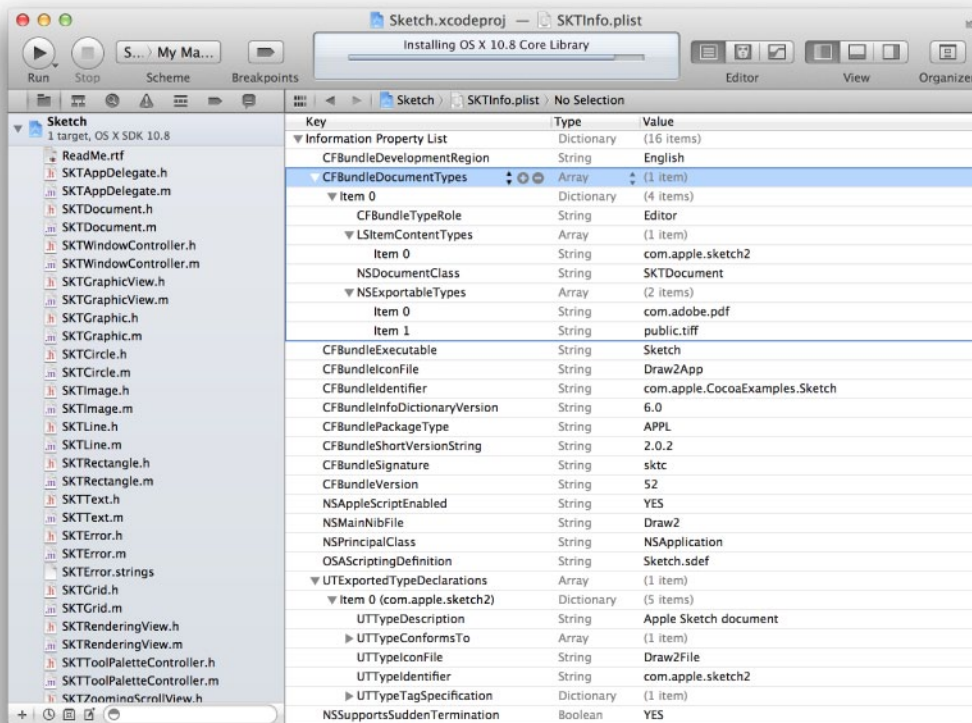 Sketch.xcodeproj — SKTInfo.plist
S... My Ma...
Installing OS X 10.8 Core Library
Run Stop Scheme Breakpoints Editor View Organizer
Sketch SKTInfo.plist No Selection
Sketch
1 target, OS X SDK 10.8
ReadMe.rtf
h SKTAppDelegate.h
m SKTAppDelegate.m
h SKTDocument.h
m SKTDocument.m
h SKTWindowController.h
m SKTWindowController.m
h SKTGraphicView.h
m SKTGraphicView.m
h SKTGraphic.h
m SKTGraphic.m
h SKTCircle.h
m SKTCircle.m
h SKTImage.h
m SKTImage.m
h SKTLine.h
m SKTLine.m
h SKTRectangle.h
m SKTRectangle.m
h SKTText.h
m SKTText.m
h SKTError.h
m SKTError.m
SKTError.strings
h SKTGrid.h
m SKTGrid.m
h SKTRenderingView.h
m SKTRenderingView.m
h SKTToolPaletteController.h
m SKTToolPaletteController.m
h SKTZoomingScrollView.h
Key Type Value
Information Property List Dictionary (16 items)
CFBundleDevelopmentRegion String English
CFBundleDocumentTypes Array (1 item)
Item 0 Dictionary (4 items)
CFBundleTypeRole String Editor
LSItemContentTypes Array (1 item)
Item 0 String com.apple.sketch2
NSDocumentClass String SKTDocument
NSExportableTypes Array (2 items)
Item 0 String com.adobe.pdf
Item 1 String public.tiff
CFBundleExecutable String Sketch
CFBundleIconFile String Draw2App
CFBundleIdentifier String com.apple.CocoaExamples.Sketch
CFBundleInfoDictionaryVersion String 6.0
CFBundlePackageType String APPL
CFBundleShortVersionString String 2.0.2
CFBundleSignature String sktc
CFBundleVersion String 52
NSAppleScriptEnabled String YES
NSMainNibFile String Draw2
NSPrincipalClass String NSApplication
OSAScriptingDefinition String Sketch.sdef
UTExportedTypeDeclarations Array (1 item)
Item 0 (com.apple.sketch2) Dictionary (5 items)
UTTypeDescription String Apple Sketch document
UTTypeConformsTo Array (1 item)
UTTypeIconFile String Draw2File
UTTypeIdentifier String com.apple.sketch2
UTTypeTagSpecification Dictionary (1 item)
NSSupportsSuddenTermination Boolean YES